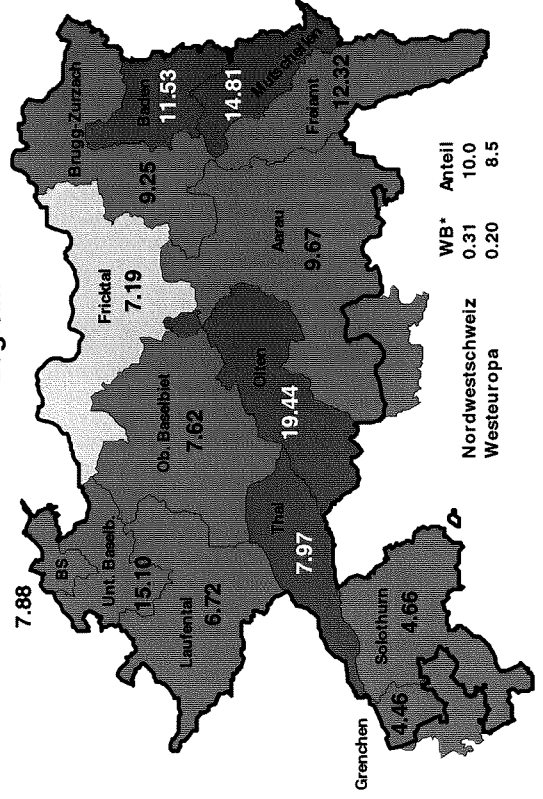 7.88
BS
Brugg-Zurzach
Unt. Baselb.
15.10
Fricktal
7.19
9.25
Baden
11.53
Laufental
6.72
Ob. Baselbiet
7.62
14.81
Mutschellen
Thal
7.97
Olten
19.44
Aarau
9.67
Freiamt
12.32
Grenchen
4.46
Solothurn
4.66
WB* Anteil
Nordwestschweiz 0.31 10.0
Westeuropa 0.20 8.5